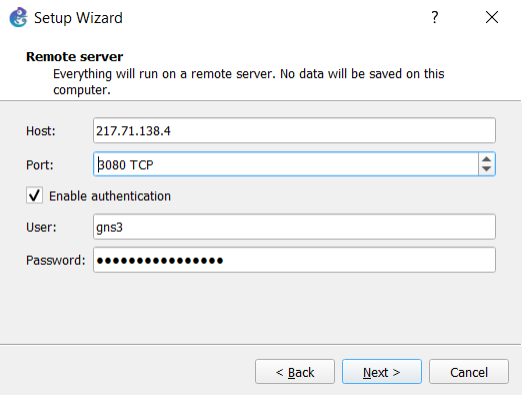 Setup Wizard
?
Remote server
Everything will run on a remote server. No data will be saved on this
computer.
Host: 217.71.138.4
Port: 3080 TCP
Enable authentication
User: gns3
Password: ●●●●●●●●●●●●●●●●
< Back Next > Cancel